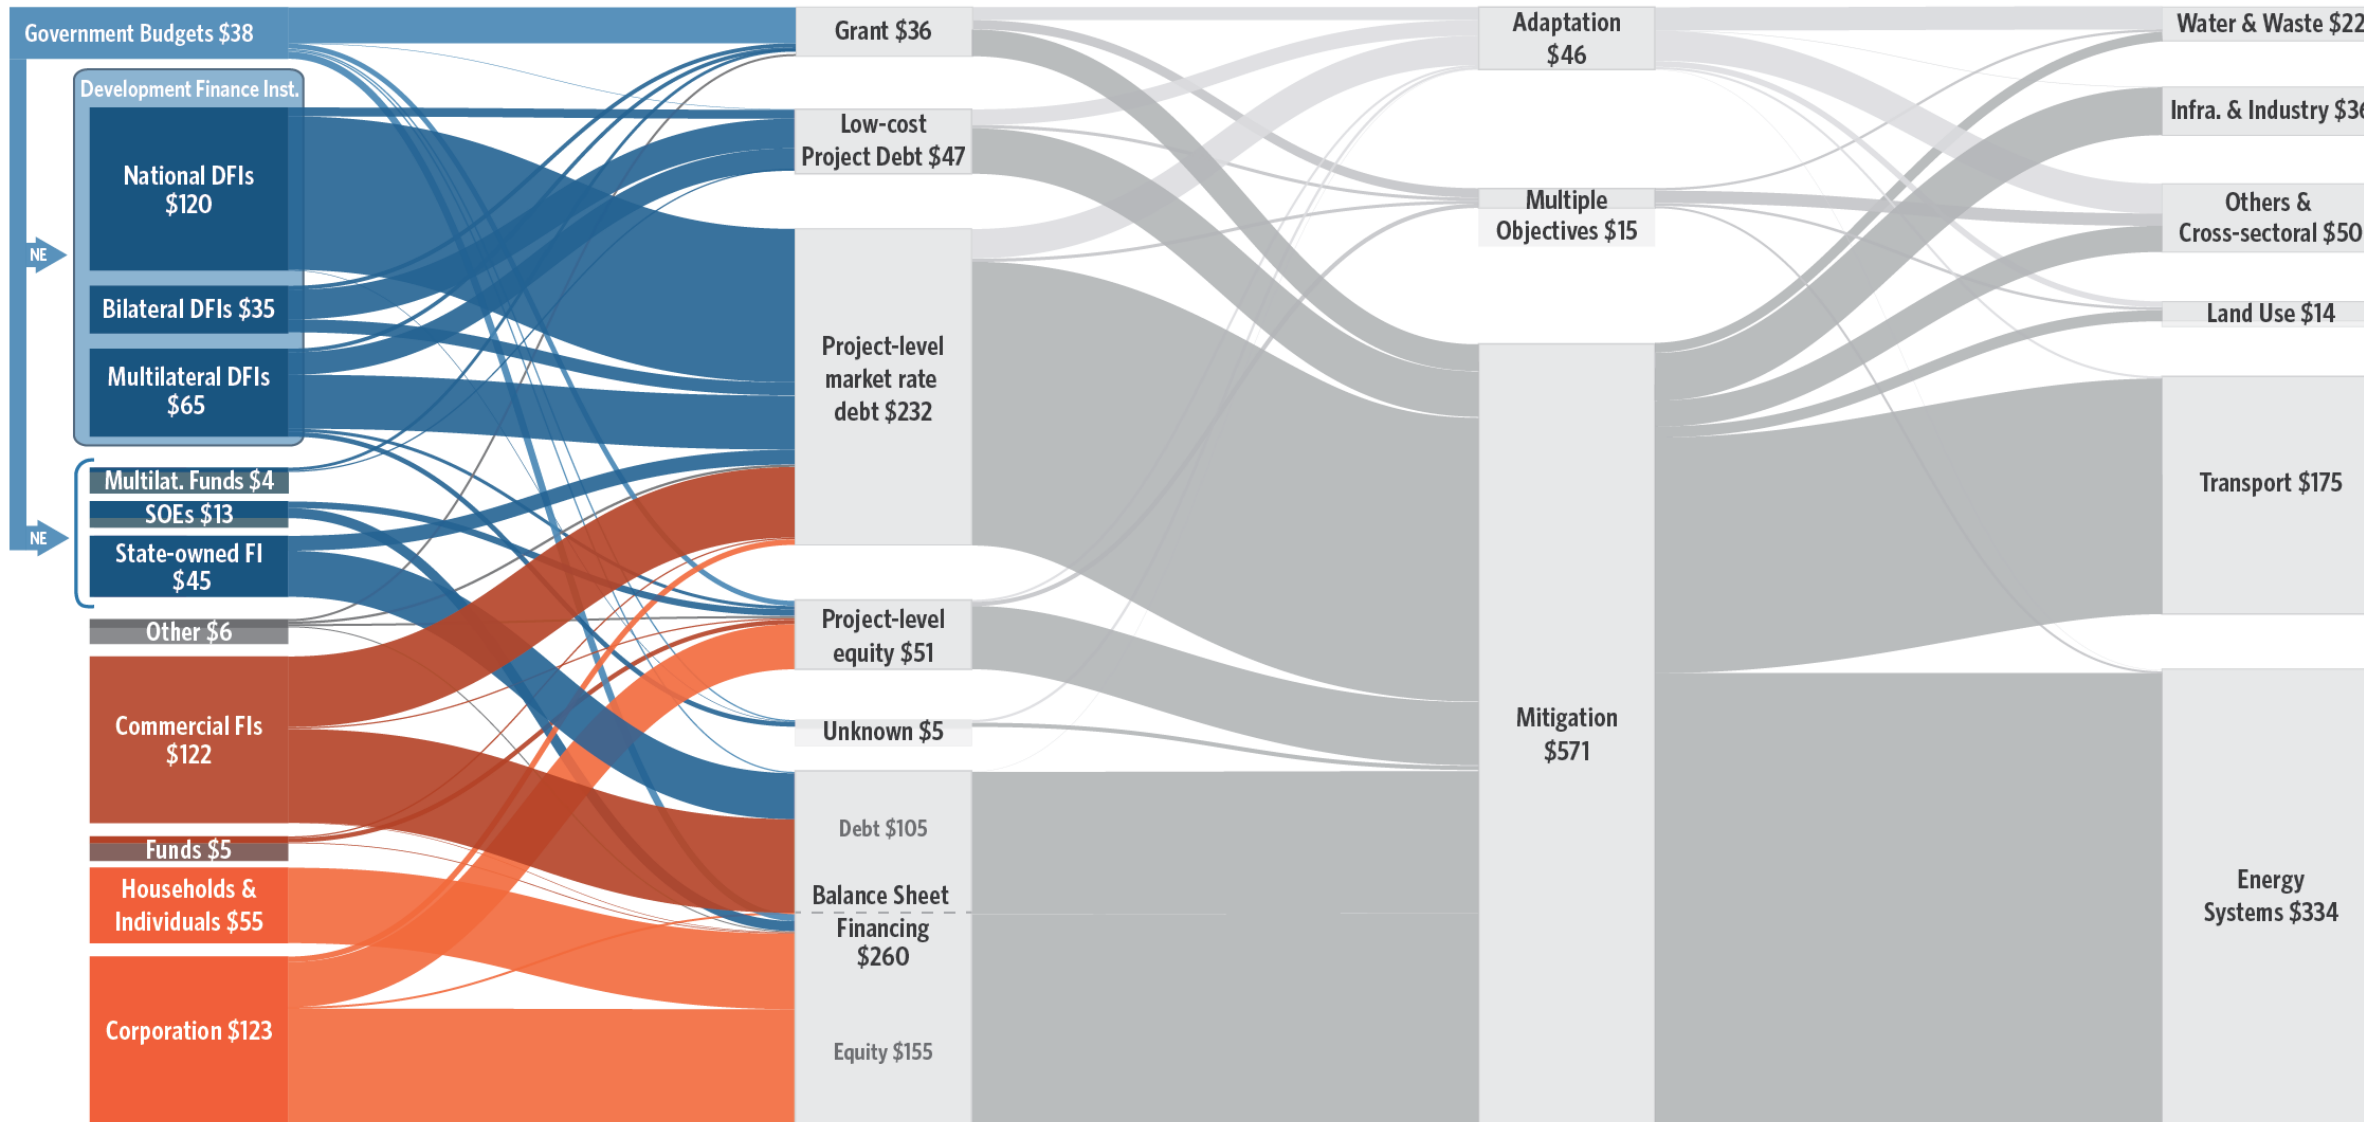 Government Budgets $38
Development Finance Inst.
National DFIs
$120
NE
Bilateral DFIs $35
Multilateral DFIs
$65
Multilat. Funds $4
SOEs $13
NE
State-owned FI
$45
Other $6
Commercial FIs
$122
Funds $5
Households &
Individuals $55
Corporation $123
Grant $36
Low-cost
Project Debt $47
Project-level
market rate
debt $232
Project-level
equity $51
Unknown $5
Debt $105
Balance Sheet
Financing
$260
Equity $155
Adaptation
$46
Multiple
Objectives $15
Mitigation
$571
Water & Waste $22
Infra. & Industry $36
Others &
Cross-sectoral $50
Land Use $14
Transport $175
Energy
Systems $334